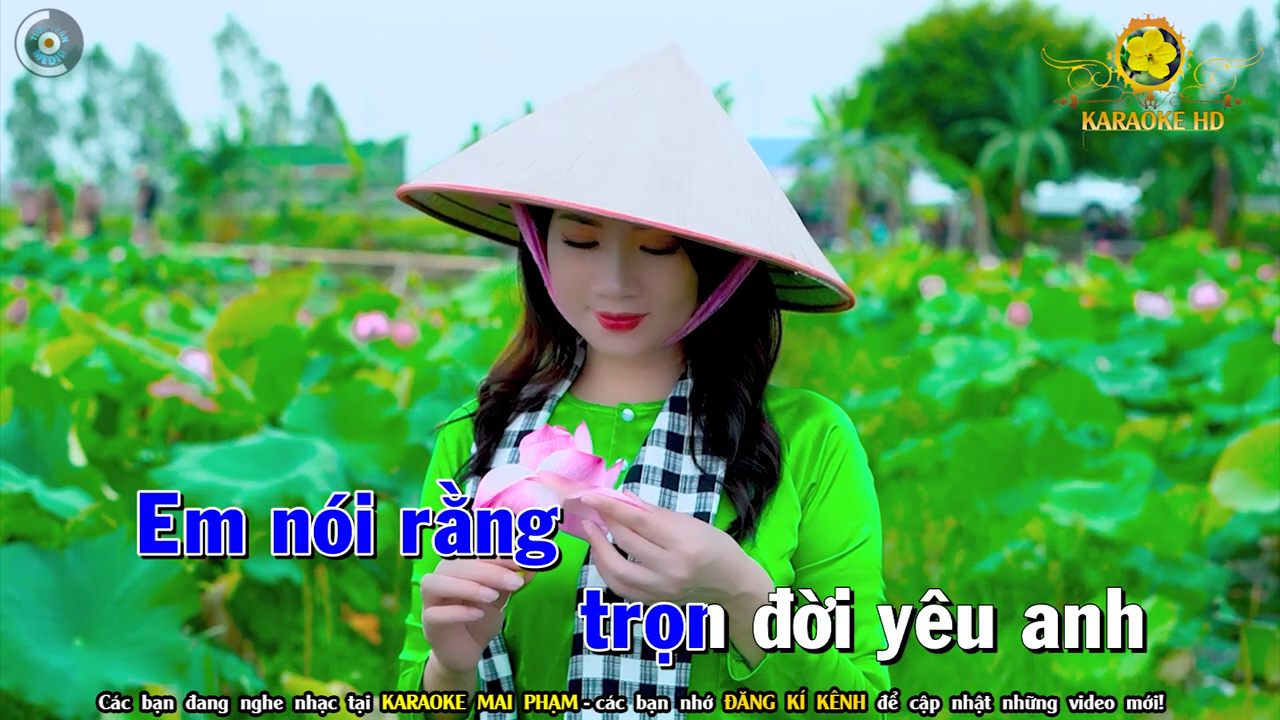 KARAOKE HD
Em nói rằng
trọn đời yêu anh
Các bạn đang nghe nhạc tại KARAOKE MAI PHẠM - các bạn nhớ ĐĂNG KÍ KÊNH để cập nhật những video mới!